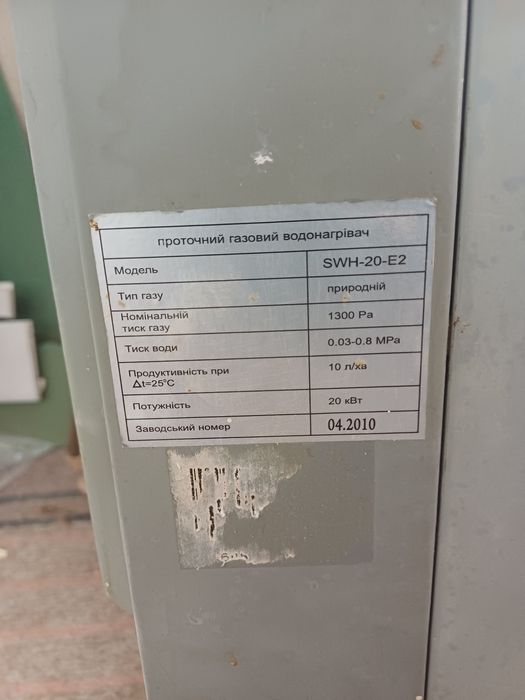 проточний газовий водонагрівач
Модель SWH-20-E2
Тип газу природній
Номінальній
тиск газу 1300 Pa
Тиск води 0.03-0.8 MPa
Продуктивність при 10 л/хв
Δt=25°C
Потужність 20 кВт
Заводський номер 04.2010